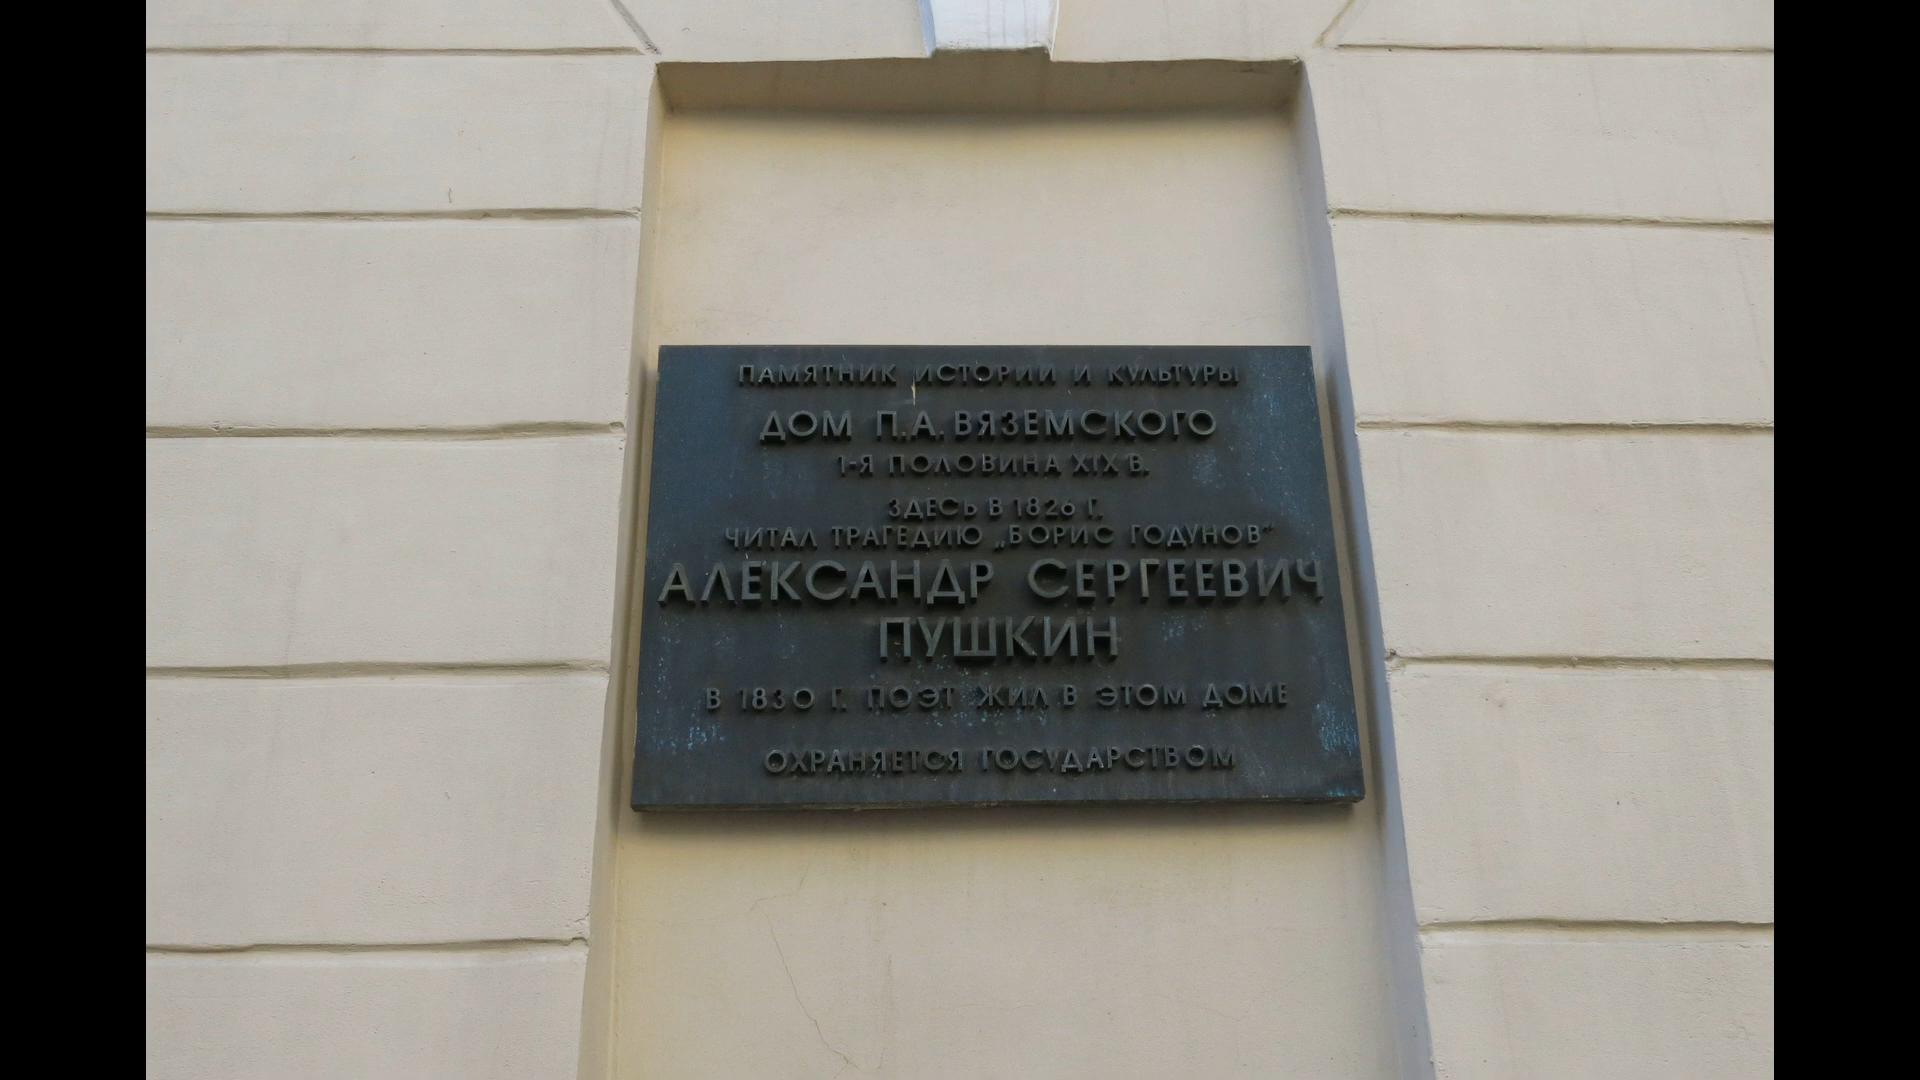 ПАМЯТНИК ИСТОРИИ И КУЛЬТУРЫ
ДОМ П.А.ВЯЗЕМСКОГО
1-Я ПОЛОВИНА XIX В.
ЗДЕСЬ В 1826 Г.
ЧИТАЛ ТРАГЕДИЮ „БОРИС ГОДУНОВ“
АЛЕКСАНДР СЕРГЕЕВИЧ
ПУШКИН
В 1830 Г. ПОЭТ ЖИЛ В ЭТОМ ДОМЕ
ОХРАНЯЕТСЯ ГОСУДАРСТВОМ